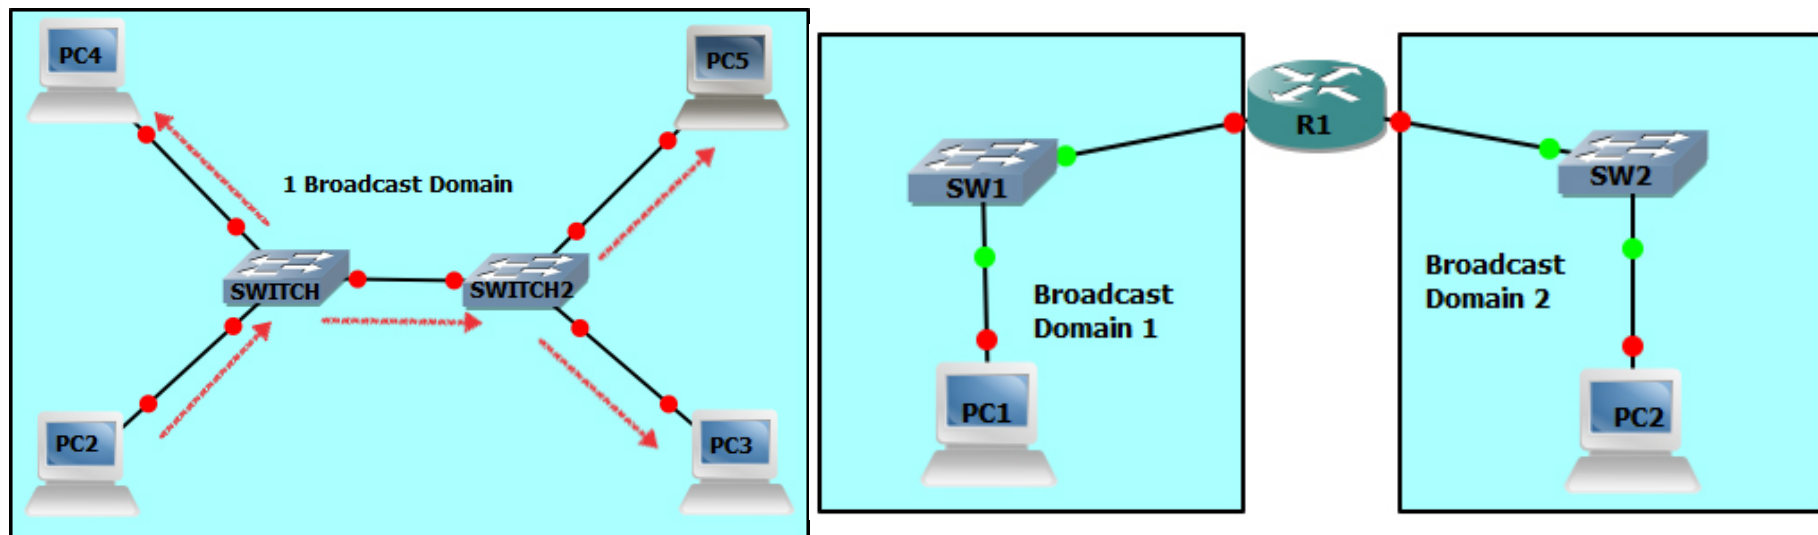 PC4
PC5
1 Broadcast Domain
SWITCH
SWITCH2
PC2
PC3
R1
SW1
SW2
Broadcast
Domain 1
Broadcast
Domain 2
PC1
PC2